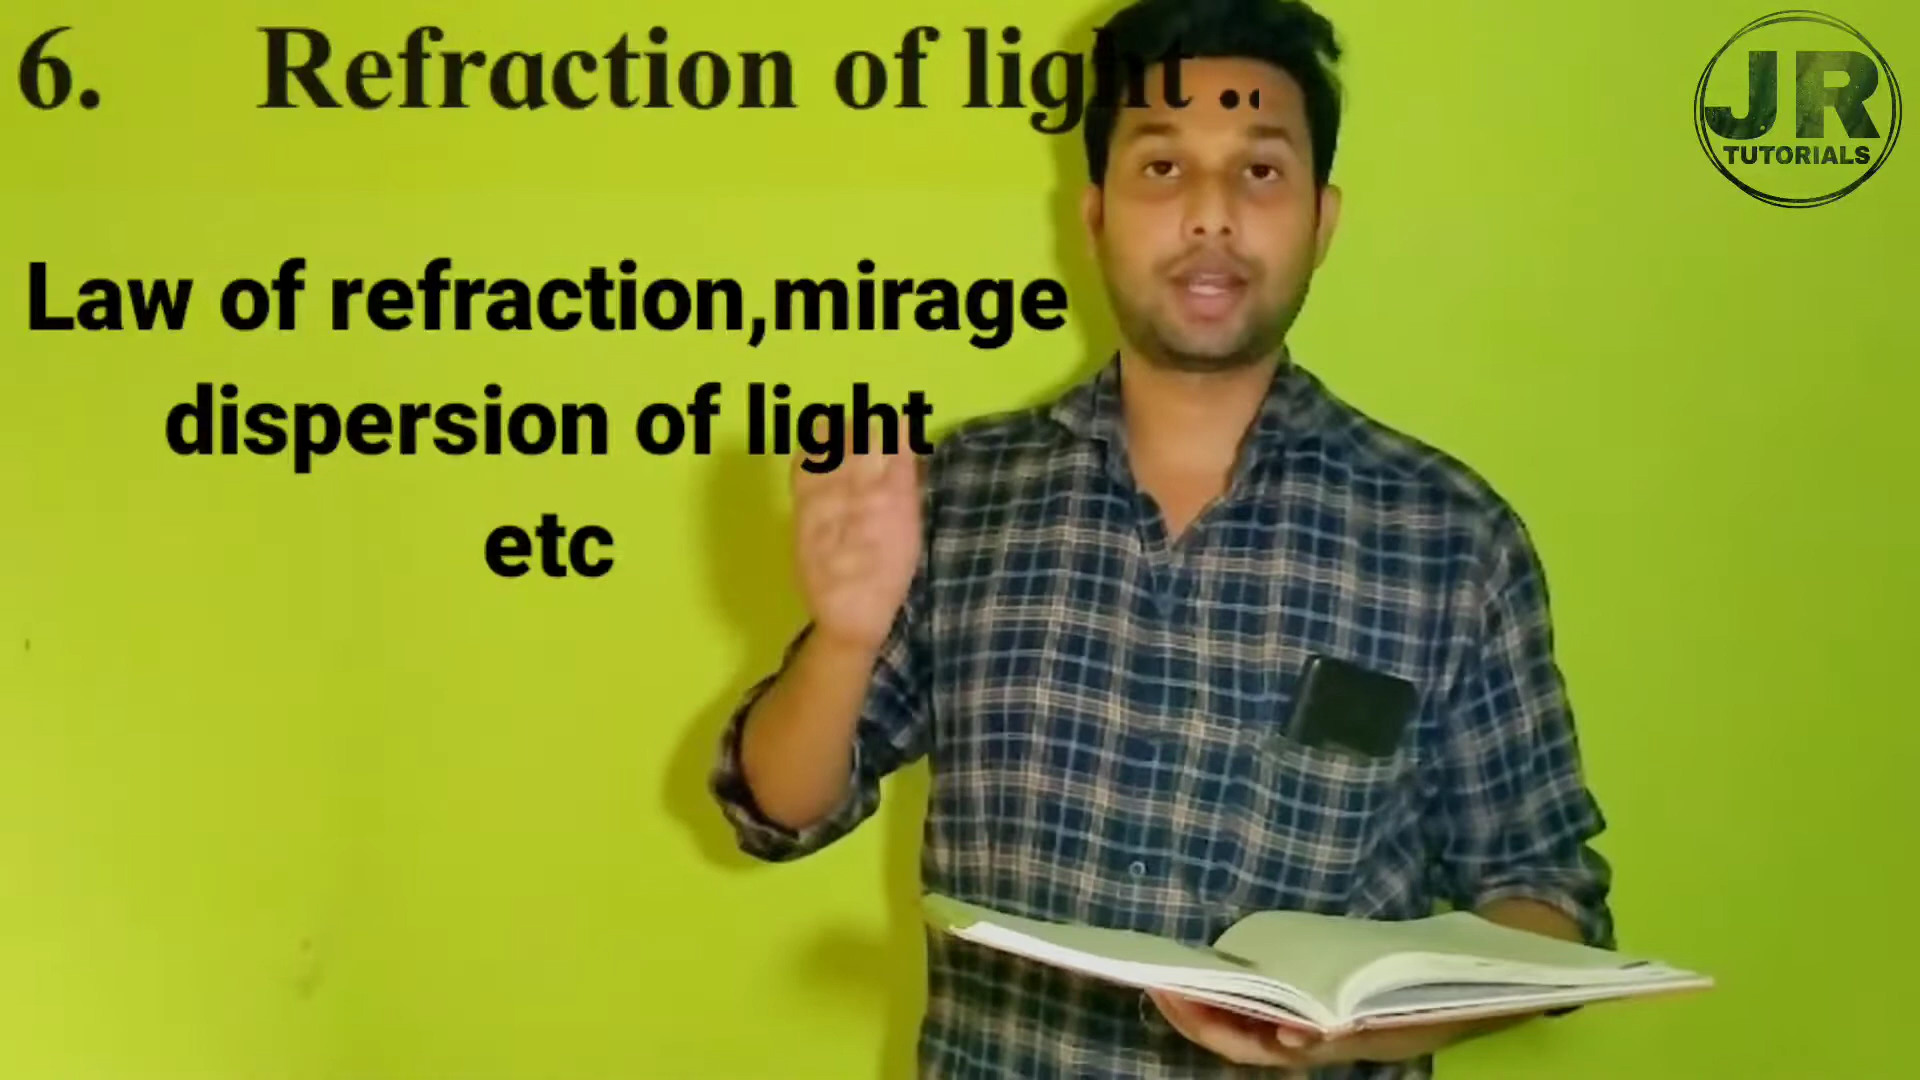 6. Refraction of light ..
Law of refraction,mirage
dispersion of light
etc
JR
TUTORIALS